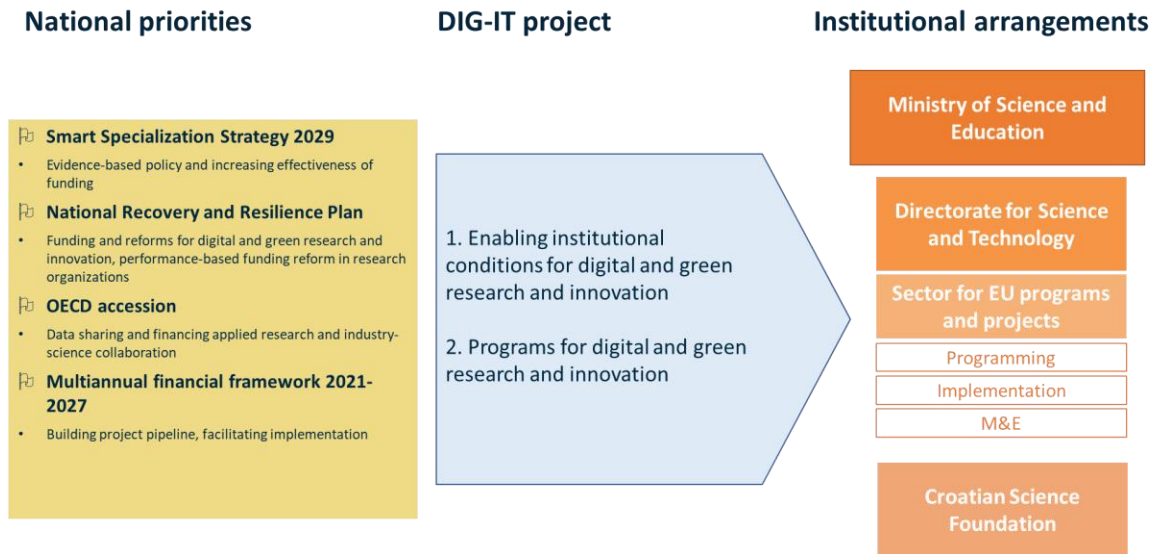 National priorities
DIG-IT project
Institutional arrangements
Smart Specialization Strategy 2029
• Evidence-based policy and increasing effectiveness of
funding
National Recovery and Resilience Plan
• Funding and reforms for digital and green research and
innovation, performance-based funding reform in research
organizations
OECD accession
• Data sharing and financing applied research and industry-
science collaboration
Multiannual financial framework 2021-
2027
• Building project pipeline, facilitating implementation
1. Enabling institutional
conditions for digital and green
research and innovation
2. Programs for digital and green
research and innovation
Ministry of Science and
Education
Directorate for Science
and Technology
Sector for EU programs
and projects
Programming
Implementation
M&E
Croatian Science
Foundation